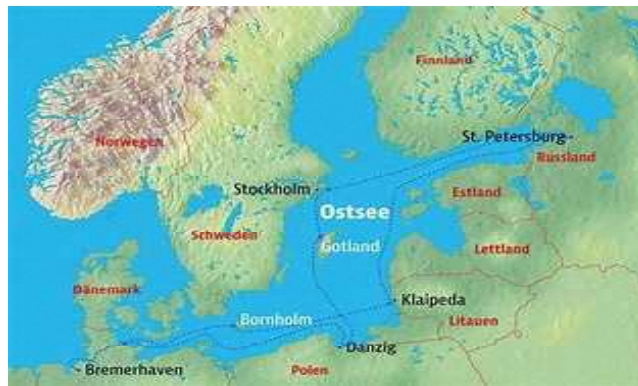 Finnland
Norwegen
St. Petersburg
Russland
Stockholm
Estland
Ostsee
Schweden
Gotland
Lettland
Dänemark
Klaipeda
Bornholm
Litauen
Danzig
Bremerhaven
Polen